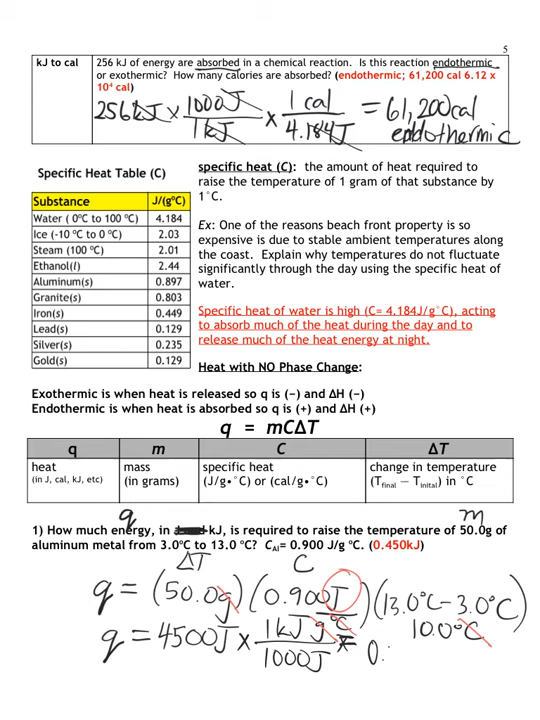 5
kJ to cal
256 kJ of energy are absorbed in a chemical reaction. Is this reaction endothermic
or exothermic? How many calories are absorbed? (endothermic; 61,200 cal 6.12 x
10⁴ cal)
256kJ x 1000J / 1kJ x 1 cal / 4.184J = 61,200cal
endothermic
Specific Heat Table (C)
Substance J/(gºC)
Water ( 0ºC to 100 ºC) 4.184
Ice (-10 ºC to 0 ºC) 2.03
Steam (100 ºC) 2.01
Ethanol(l) 2.44
Aluminum(s) 0.897
Granite(s) 0.803
Iron(s) 0.449
Lead(s) 0.129
Silver(s) 0.235
Gold(s) 0.129
specific heat (C): the amount of heat required to
raise the temperature of 1 gram of that substance by
1°C.
Ex: One of the reasons beach front property is so
expensive is due to stable ambient temperatures along
the coast. Explain why temperatures do not fluctuate
significantly through the day using the specific heat of
water.
Specific heat of water is high (C= 4.184J/g°C), acting
to absorb much of the heat during the day and to
release much of the heat energy at night.
Heat with NO Phase Change:
Exothermic is when heat is released so q is (−) and ΔH (−)
Endothermic is when heat is absorbed so q is (+) and ΔH (+)
q = mCΔT
q m C ΔT
heat mass specific heat change in temperature
(in J, cal, kJ, etc) (in grams) (J/g•°C) or (cal/g•°C) (Tfinal − Tinital) in °C
q m
1) How much energy, in kJ, is required to raise the temperature of 50.0g of
aluminum metal from 3.0ºC to 13.0 ºC? CAl= 0.900 J/g ºC. (0.450kJ)
ΔT C
q = (50.0g)(0.900J / g °C)(13.0°C - 3.0°C)
10.0°C
q = 4500J x 1kJ / 1000J = 0.